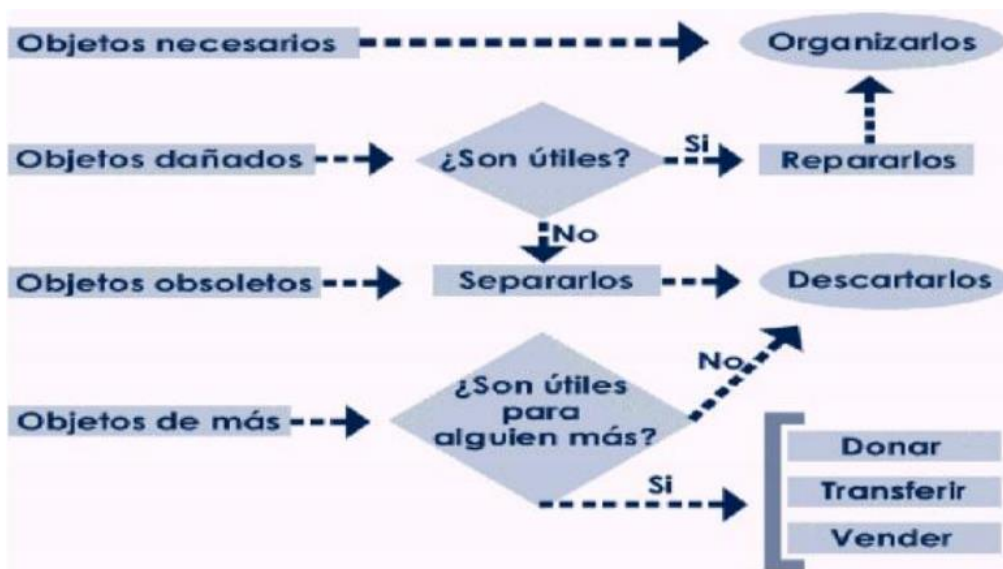 Objetos necesarios
Organizarlos
Objetos dañados
¿Son útiles?
Si
Repararlos
No
Objetos obsoletos
Separarlos
Descartarlos
Objetos de más
¿Son útiles
para
alguien más?
No
Si
Donar
Transferir
Vender